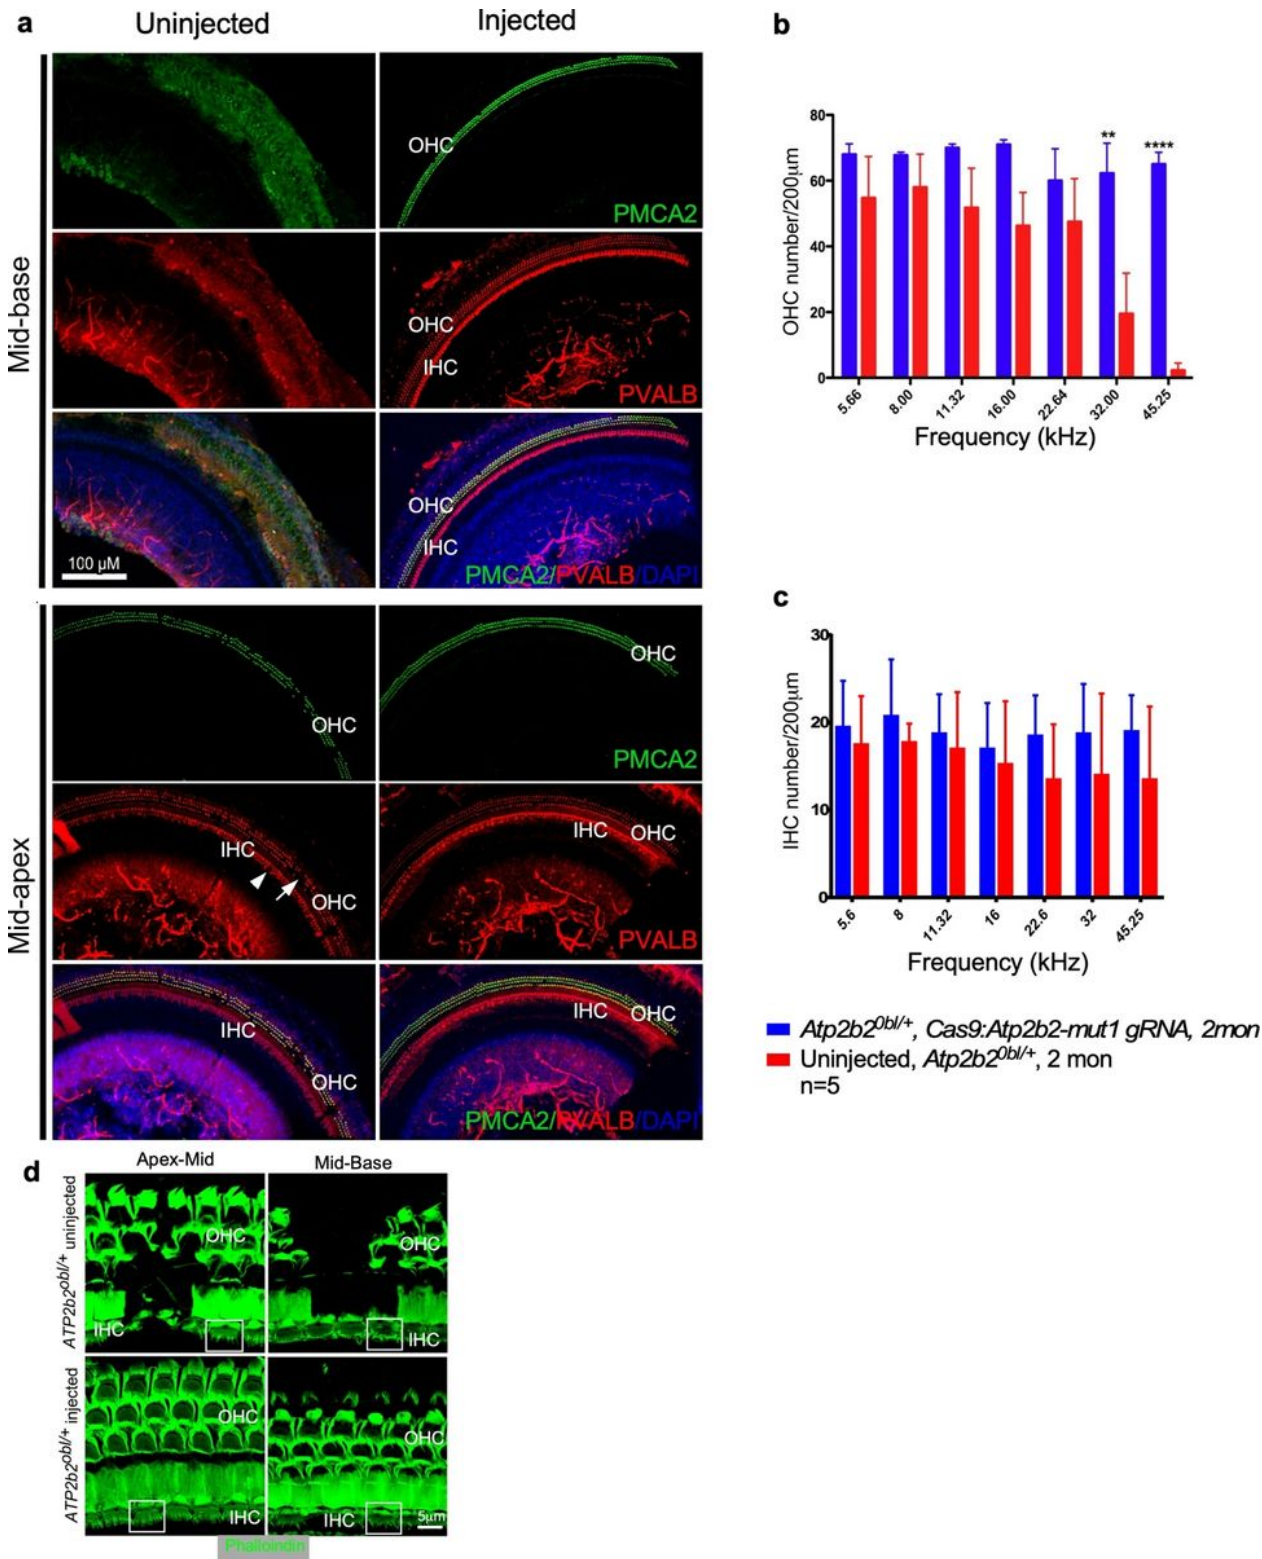 a
Uninjected
Injected
Mid-base
OHC
PMCA2
OHC
IHC
PVALB
100 µM
OHC
IHC
PMCA2/PVALB/DAPI
Mid-apex
OHC
OHC
PMCA2
IHC
OHC
IHC
OHC
PVALB
IHC
OHC
IHC
OHC
PMCA2/PVALB/DAPI
b
OHC number/200µm
80
60
40
20
0
**
****
5.66
8.00
11.32
16.00
22.64
32.00
45.25
Frequency (kHz)
c
IHC number/200µm
30
20
10
0
5.6
8
11.32
16
22.6
32
45.25
Frequency (kHz)
Atp2b2^0bl/+, Cas9:Atp2b2-mut1 gRNA, 2mon
Uninjected, Atp2b2^0bl/+, 2 mon
n=5
d
Apex-Mid
Mid-Base
ATP2b2^obl/+ uninjected
OHC
IHC
OHC
IHC
ATP2b2^obl/+ injected
OHC
IHC
OHC
IHC
5µm
Phalloindin